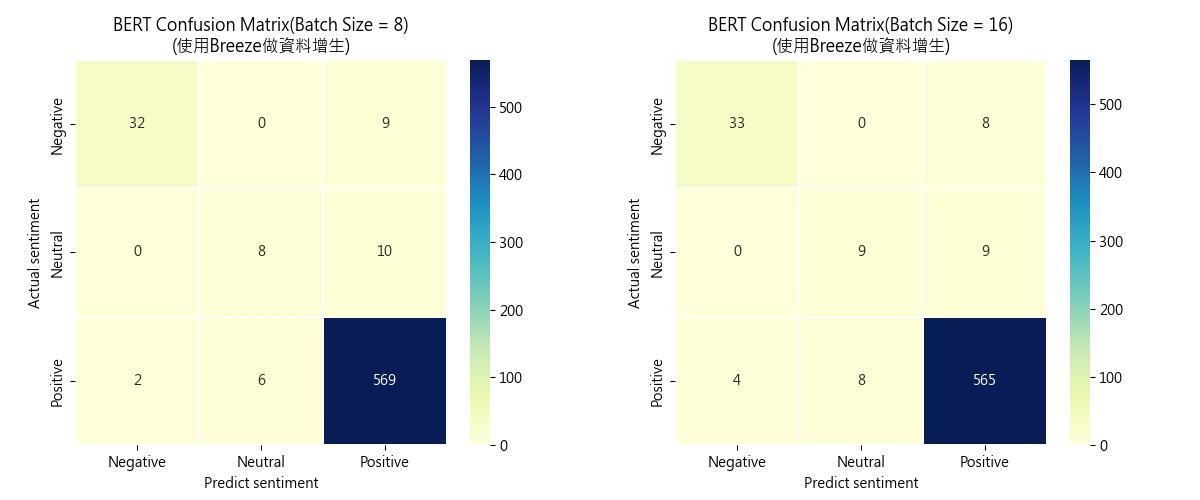 BERT Confusion Matrix(Batch Size = 8)
(使用Breeze做資料增生)
Negative
Neutral
Positive
Actual sentiment
32 0 9
0 8 10
2 6 569
Negative Neutral Positive
Predict sentiment
500
400
300
200
100
0
BERT Confusion Matrix(Batch Size = 16)
(使用Breeze做資料增生)
Negative
Neutral
Positive
Actual sentiment
33 0 8
0 9 9
4 8 565
Negative Neutral Positive
Predict sentiment
500
400
300
200
100
0